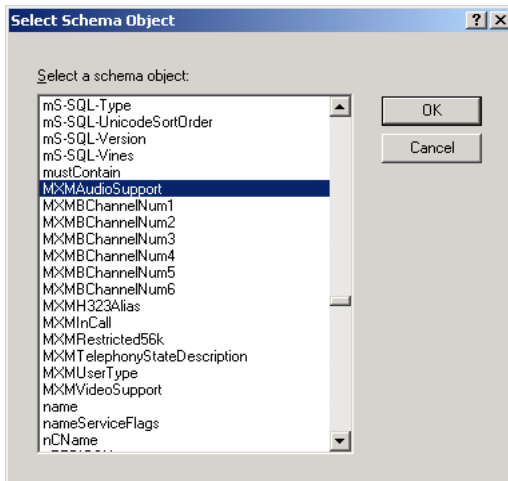 Select Schema Object
Select a schema object:
mS-SQL-Type
mS-SQL-UnicodeSortOrder
mS-SQL-Version
mS-SQL-Vines
mustContain
MXMAudioSupport
MXMBChannelNum1
MXMBChannelNum2
MXMBChannelNum3
MXMBChannelNum4
MXMBChannelNum5
MXMBChannelNum6
MXMH323Alias
MXMInCall
MXMRestricted56k
MXMTelephonyStateDescription
MXMUserType
MXMVideoSupport
name
nameServiceFlags
nCName
OK
Cancel